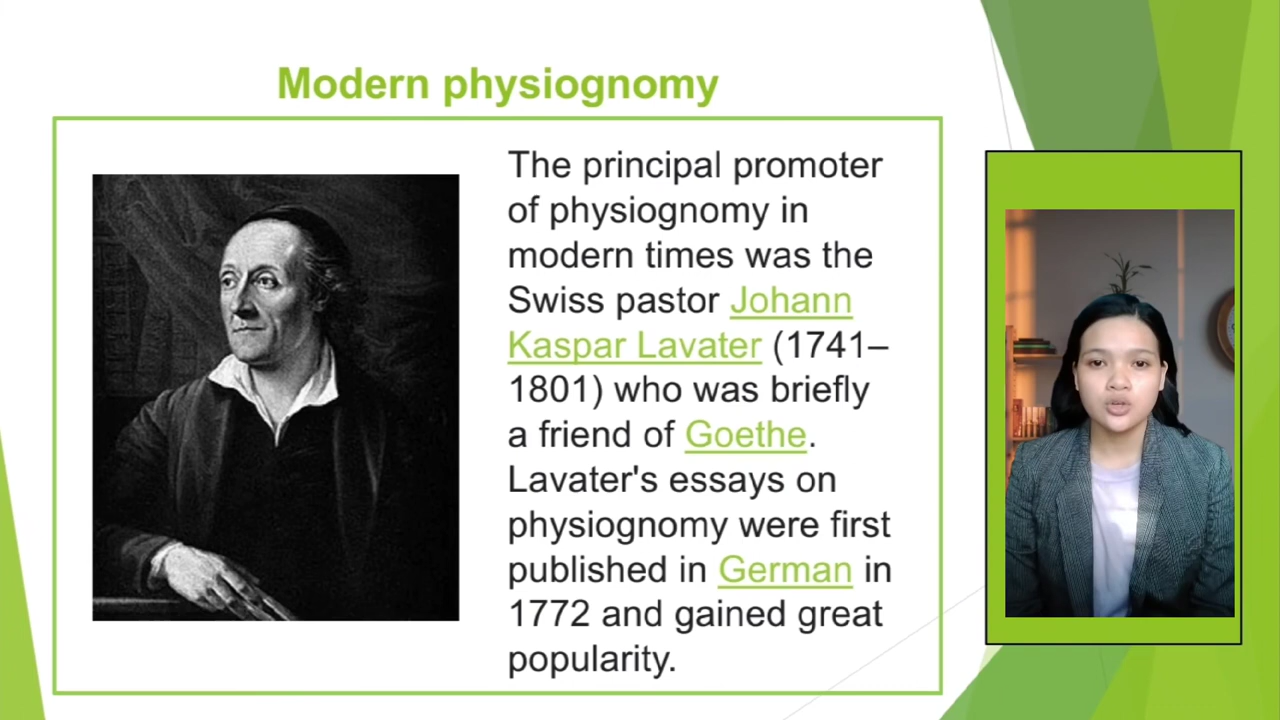 Modern physiognomy
The principal promoter
of physiognomy in
modern times was the
Swiss pastor Johann
Kaspar Lavater (1741–
1801) who was briefly
a friend of Goethe.
Lavater's essays on
physiognomy were first
published in German in
1772 and gained great
popularity.